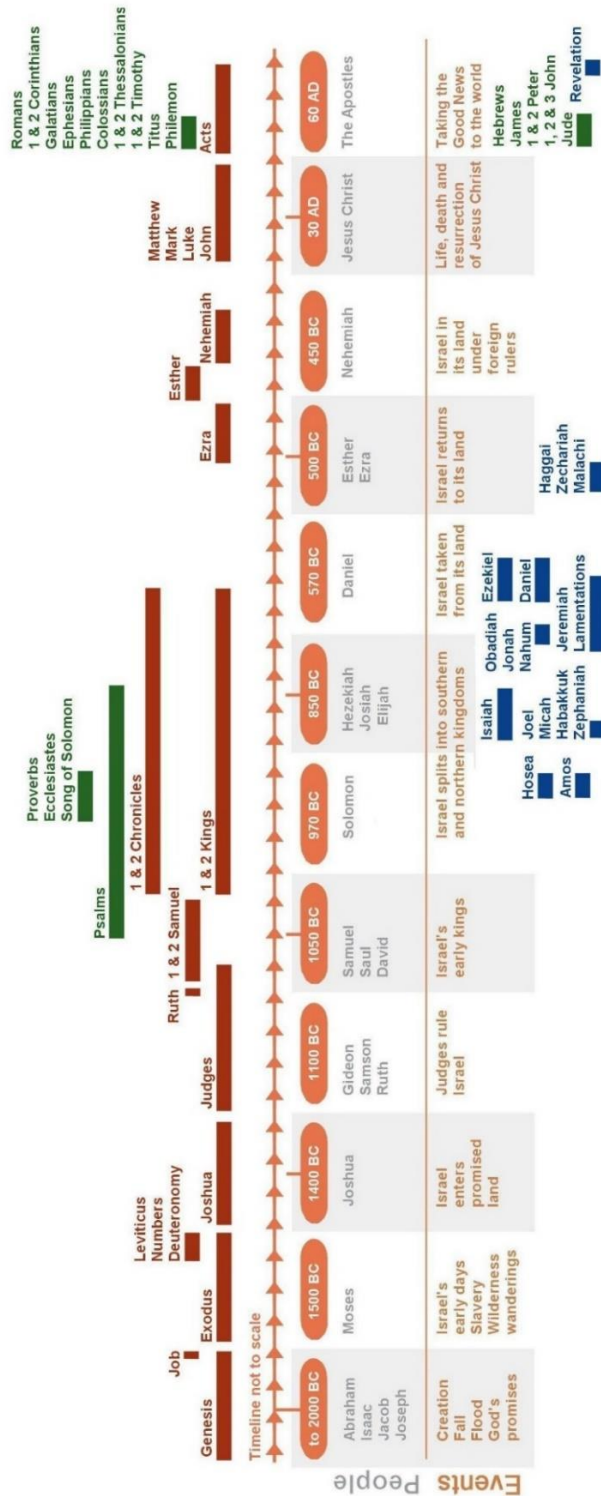 Proverbs
Ecclesiastes
Song of Solomon
Psalms
1 & 2 Chronicles
Leviticus
Numbers
Deuteronomy
Job
Ruth
1 & 2 Samuel
Genesis
Exodus
Joshua
Judges
1 & 2 Kings
Ezra
Esther
Nehemiah
Matthew
Mark
Luke
John
Romans
1 & 2 Corinthians
Galatians
Ephesians
Philippians
Colossians
1 & 2 Thessalonians
1 & 2 Timothy
Titus
Philemon
Acts
Timeline not to scale
to 2000 BC
1500 BC
1400 BC
1100 BC
1050 BC
970 BC
850 BC
570 BC
500 BC
450 BC
30 AD
60 AD
People
Abraham
Isaac
Jacob
Joseph
Moses
Joshua
Gideon
Samson
Ruth
Samuel
Saul
David
Solomon
Hezekiah
Josiah
Elijah
Daniel
Esther
Ezra
Nehemiah
Jesus Christ
The Apostles
Events
Creation
Fall
Flood
God's
promises
Israel's
early days
Slavery
Wilderness
wanderings
Israel
enters
promised
land
Judges rule
Israel
Israel's
early kings
Israel splits into southern
and northern kingdoms
Israel taken
from its land
Israel returns
to its land
Israel in
its land
under
foreign
rulers
Life, death and
resurrection
of Jesus Christ
Taking the
Good News
to the world
Hosea
Amos
Isaiah
Joel
Micah
Habakkuk
Zephaniah
Obadiah
Jonah
Nahum
Jeremiah
Lamentations
Ezekiel
Daniel
Haggai
Zechariah
Malachi
Hebrews
James
1 & 2 Peter
1, 2 & 3 John
Jude
Revelation